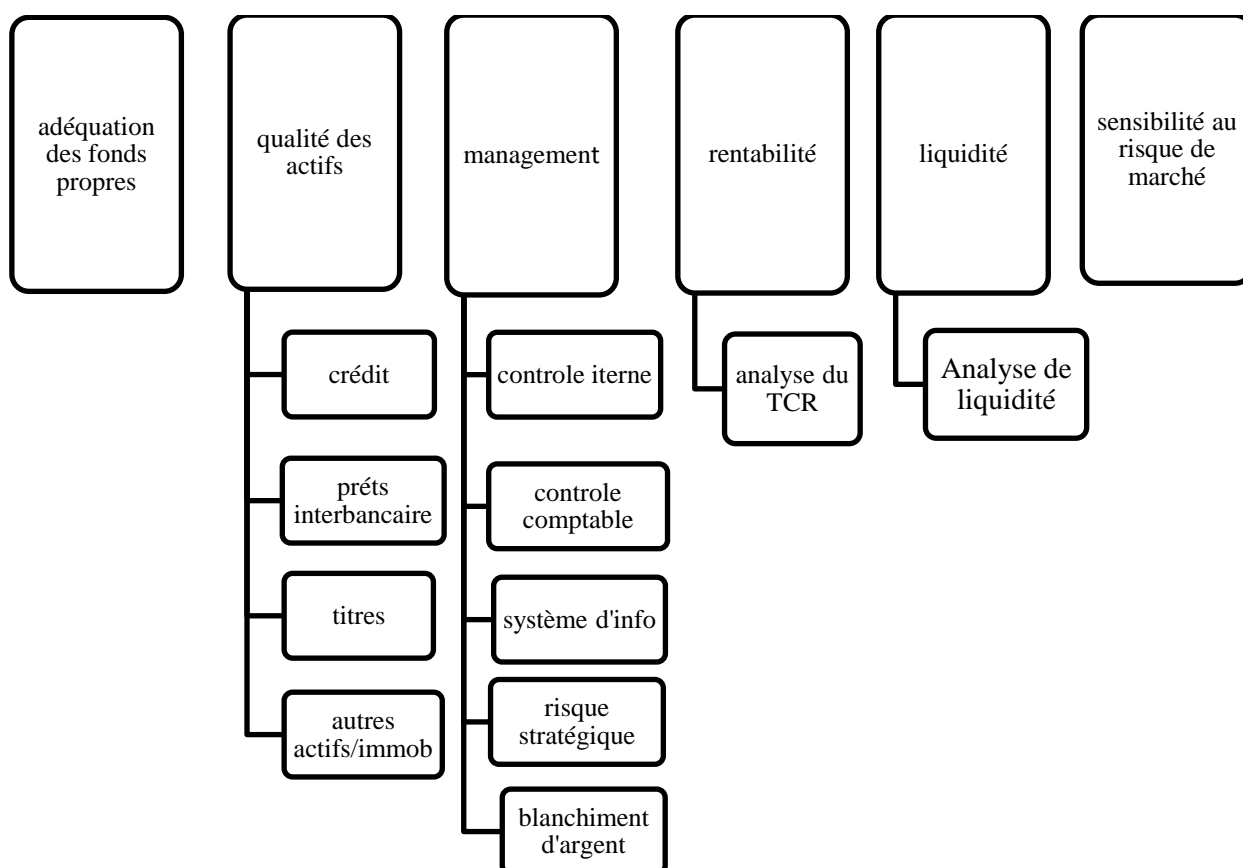 adéquation
des fonds
propres
qualité des
actifs
management
rentabilité
liquidité
sensibilité au
risque de
marché
crédit
préts
interbancaire
titres
autres
actifs/immob
controle iterne
controle
comptable
système d'info
risque
stratégique
blanchiment
d'argent
analyse du
TCR
Analyse de
liquidité